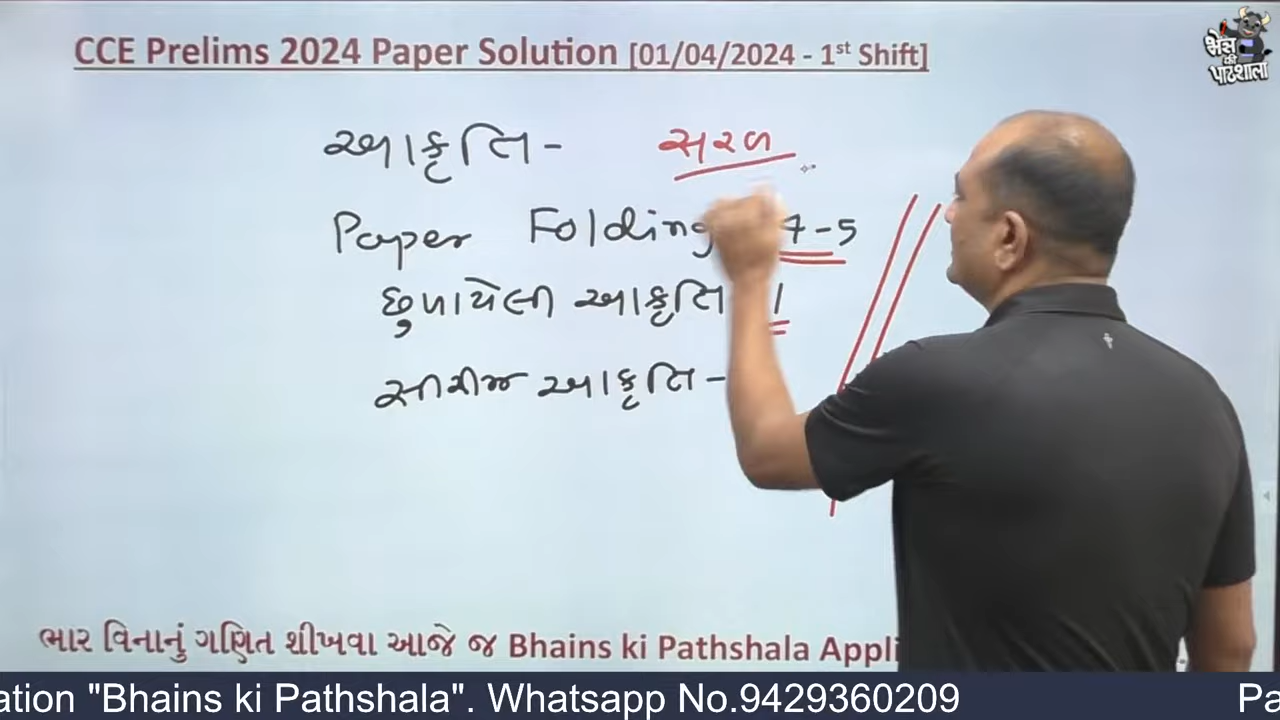 CCE Prelims 2024 Paper Solution [01/04/2024 - 1st Shift]
भैंस की पाठशाला
આકૃતિ - સરળ
Paper Folding 4-5
છુપાયેલી આકૃતિ 1
સીરીજ આકૃતિ -
ભાર વિનાનું ગણિત શીખવા આજે જ Bhains ki Pathshala Appli
ation "Bhains ki Pathshala". Whatsapp No.9429360209 Pa